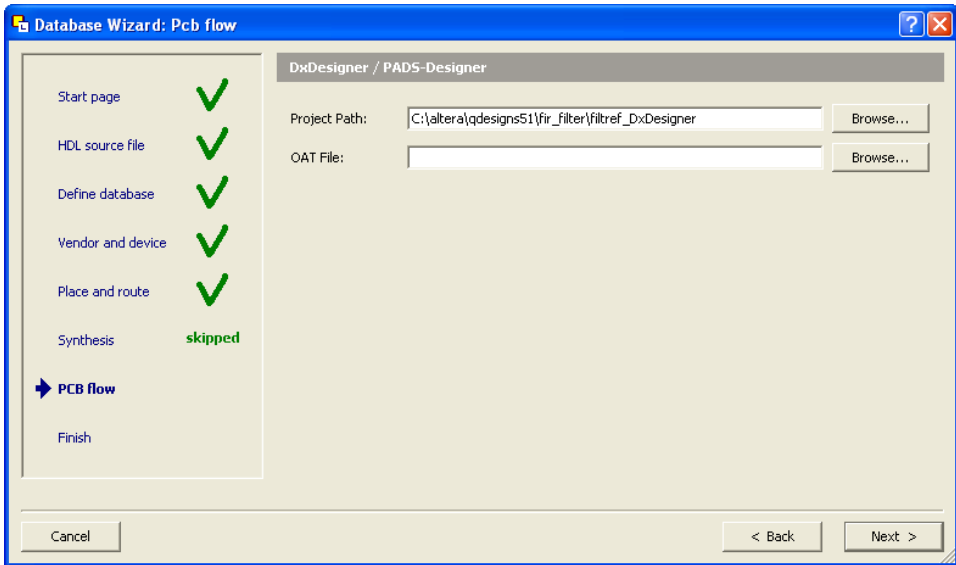 Database Wizard: Pcb flow
DxDesigner / PADS-Designer
Start page
HDL source file
Define database
Vendor and device
Place and route
Synthesis skipped
PCB flow
Finish
Project Path: C:\altera\qdesigns51\fir_filter\filtref_DxDesigner Browse...
OAT File: Browse...
Cancel < Back Next >